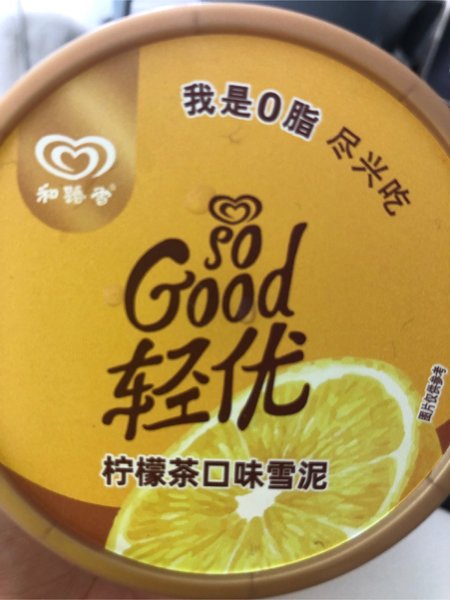 我是0脂 尽兴吃
和路雪®
So
Good
轻优
图片仅供参考
柠檬茶口味雪泥